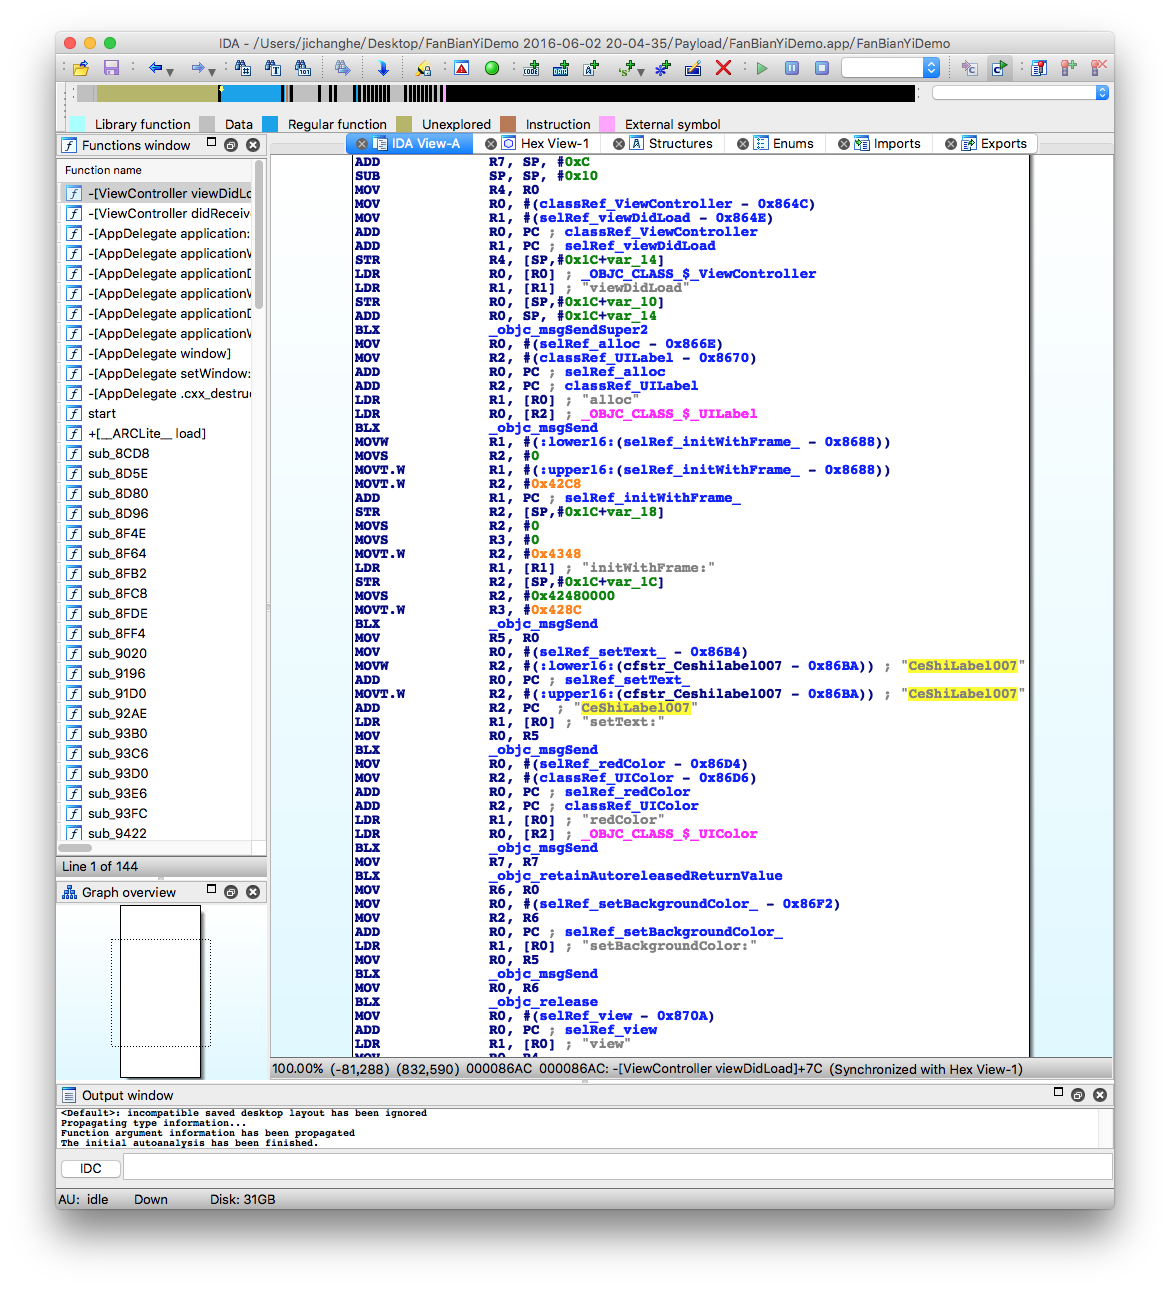 IDA - /Users/jichanghe/Desktop/FanBianYiDemo 2016-06-02 20-04-35/Payload/FanBianYiDemo.app/FanBianYiDemo
Library function Data Regular function Unexplored Instruction External symbol
Functions window
IDA View-A Hex View-1 Structures Enums Imports Exports
Function name
-[ViewController viewDidLo
-[ViewController didReceiv
-[AppDelegate application:
-[AppDelegate applicationW
-[AppDelegate applicationD
-[AppDelegate applicationW
-[AppDelegate applicationD
-[AppDelegate applicationW
-[AppDelegate window]
-[AppDelegate setWindow:
-[AppDelegate .cxx_destru
start
+[__ARCLite__ load]
sub_8CD8
sub_8D5E
sub_8D80
sub_8D96
sub_8F4E
sub_8F64
sub_8FB2
sub_8FC8
sub_8FDE
sub_8FF4
sub_9020
sub_9196
sub_91D0
sub_92AE
sub_93B0
sub_93C6
sub_93D0
sub_93E6
sub_93FC
sub_9422
Line 1 of 144
Graph overview
ADD R7, SP, #0xC
SUB SP, SP, #0x10
MOV R4, R0
MOV R0, #(classRef_ViewController - 0x864C)
MOV R1, #(selRef_viewDidLoad - 0x864E)
ADD R0, PC ; classRef_ViewController
ADD R1, PC ; selRef_viewDidLoad
STR R4, [SP,#0x1C+var_14]
LDR R0, [R0] ; _OBJC_CLASS_$_ViewController
LDR R1, [R1] ; "viewDidLoad"
STR R0, [SP,#0x1C+var_10]
ADD R0, SP, #0x1C+var_14
BLX _objc_msgSendSuper2
MOV R0, #(selRef_alloc - 0x866E)
MOV R2, #(classRef_UILabel - 0x8670)
ADD R0, PC ; selRef_alloc
ADD R2, PC ; classRef_UILabel
LDR R1, [R0] ; "alloc"
LDR R0, [R2] ; _OBJC_CLASS_$_UILabel
BLX _objc_msgSend
MOVW R1, #(:lower16:(selRef_initWithFrame_ - 0x8688))
MOVS R2, #0
MOVT.W R1, #(:upper16:(selRef_initWithFrame_ - 0x8688))
MOVT.W R2, #0x42C8
ADD R1, PC ; selRef_initWithFrame_
STR R2, [SP,#0x1C+var_18]
MOVS R2, #0
MOVS R3, #0
MOVT.W R2, #0x4348
LDR R1, [R1] ; "initWithFrame:"
STR R2, [SP,#0x1C+var_1C]
MOVS R2, #0x42480000
MOVT.W R3, #0x428C
BLX _objc_msgSend
MOV R5, R0
MOV R0, #(selRef_setText_ - 0x86B4)
MOVW R2, #(:lower16:(cfstr_Ceshilabel007 - 0x86BA)) ; "CeShiLabel007"
ADD R0, PC ; selRef_setText_
MOVT.W R2, #(:upper16:(cfstr_Ceshilabel007 - 0x86BA)) ; "CeShiLabel007"
ADD R2, PC ; "CeShiLabel007"
LDR R1, [R0] ; "setText:"
MOV R0, R5
BLX _objc_msgSend
MOV R0, #(selRef_redColor - 0x86D4)
MOV R2, #(classRef_UIColor - 0x86D6)
ADD R0, PC ; selRef_redColor
ADD R2, PC ; classRef_UIColor
LDR R1, [R0] ; "redColor"
LDR R0, [R2] ; _OBJC_CLASS_$_UIColor
BLX _objc_msgSend
MOV R7, R7
BLX _objc_retainAutoreleasedReturnValue
MOV R6, R0
MOV R0, #(selRef_setBackgroundColor_ - 0x86F2)
MOV R2, R6
ADD R0, PC ; selRef_setBackgroundColor_
LDR R1, [R0] ; "setBackgroundColor:"
MOV R0, R5
BLX _objc_msgSend
MOV R0, R6
BLX _objc_release
MOV R0, #(selRef_view - 0x870A)
ADD R0, PC ; selRef_view
LDR R1, [R0] ; "view"
MOV R0, R4
100.00% (-81,288) (832,590) 000086AC 000086AC: -[ViewController viewDidLoad]+7C (Synchronized with Hex View-1)
Output window
<Default>: incompatible saved desktop layout has been ignored
Propagating type information...
Function argument information has been propagated
The initial autoanalysis has been finished.
IDC
AU: idle Down Disk: 31GB